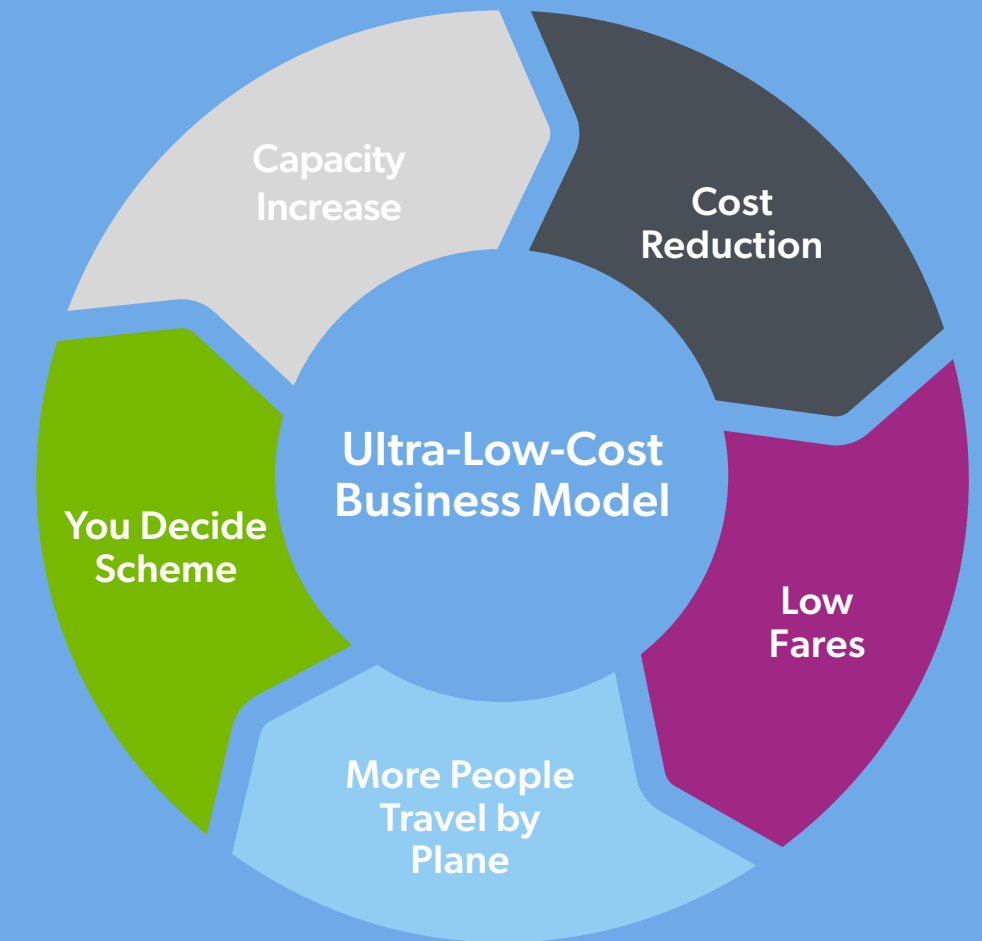 Capacity
Increase
Cost
Reduction
Ultra-Low-Cost
Business Model
You Decide
Scheme
Low
Fares
More People
Travel by
Plane